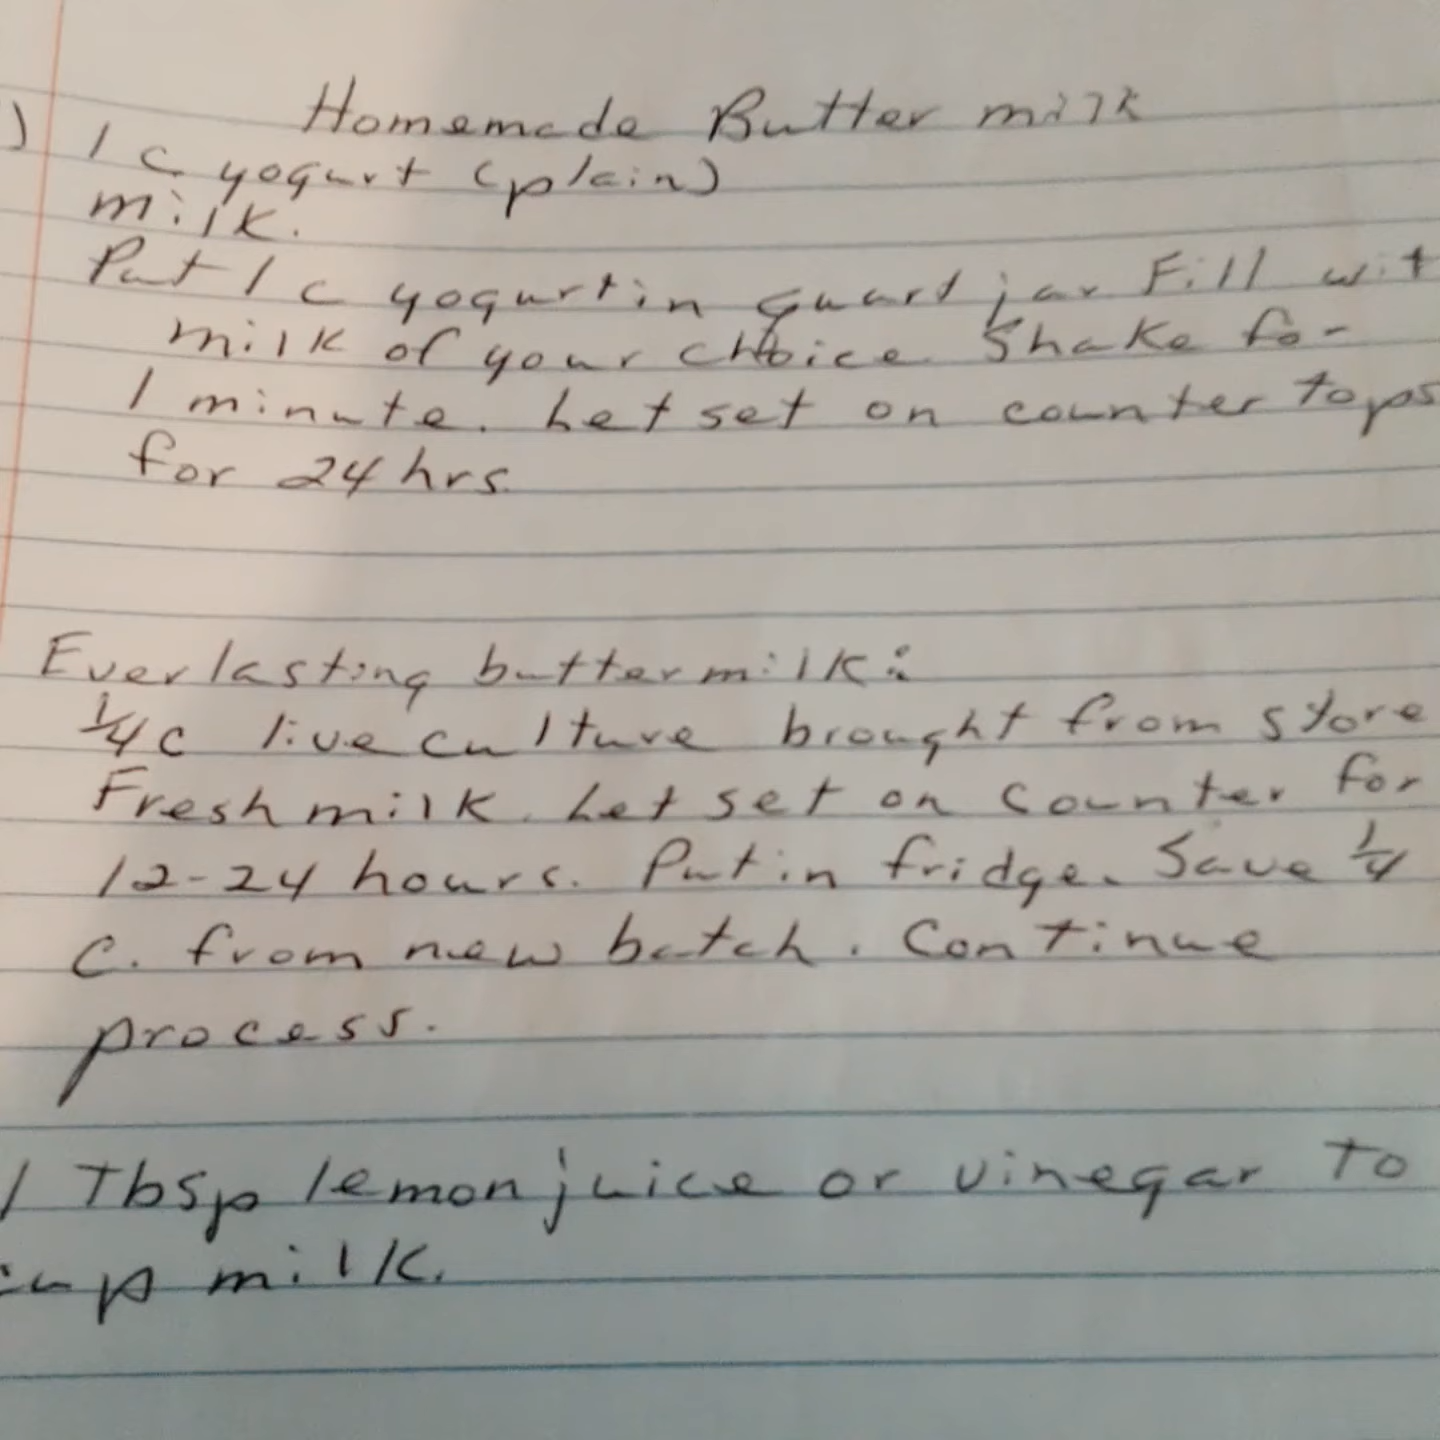 Homemade Butter milk
) 1 c yogurt (plain)
milk.
Put 1 c yogurt in quart jar Fill wit
milk of your choice. Shake for
1 minute. Let set on counter tops
for 24 hrs.
Everlasting buttermilk:
1/4 c live culture brought from store
Fresh milk. Let set on counter for
12-24 hours. Put in fridge. Save 1/4
c. from new batch. Continue
process.
1 Tbsp lemon juice or vinegar to
cup milk.